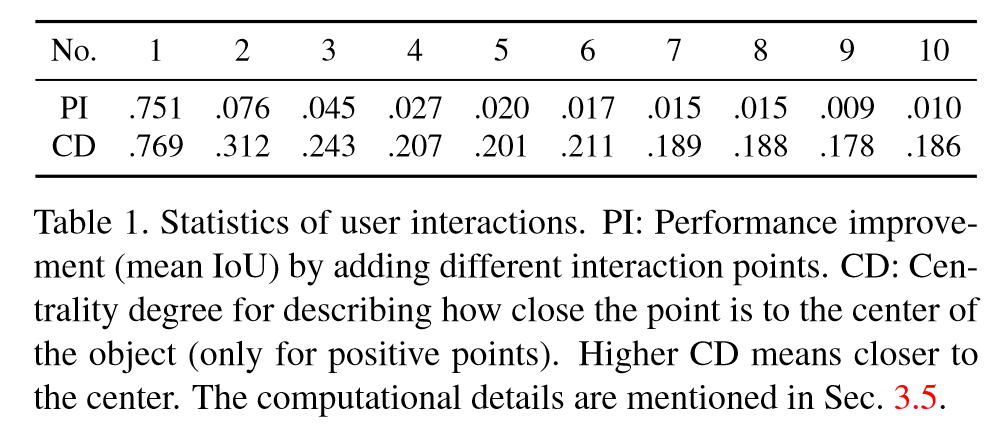 No. 1 2 3 4 5 6 7 8 9 10
PI .751 .076 .045 .027 .020 .017 .015 .015 .009 .010
CD .769 .312 .243 .207 .201 .211 .189 .188 .178 .186
Table 1. Statistics of user interactions. PI: Performance improve-
ment (mean IoU) by adding different interaction points. CD: Cen-
trality degree for describing how close the point is to the center of
the object (only for positive points). Higher CD means closer to
the center. The computational details are mentioned in Sec. 3.5.